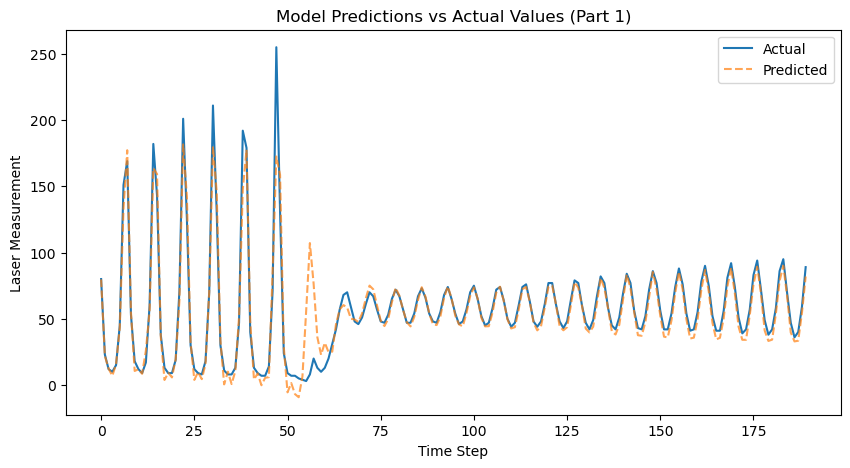 Model Predictions vs Actual Values (Part 1)
Actual
Predicted
Laser Measurement
250
200
150
100
50
0
0 25 50 75 100 125 150 175
Time Step